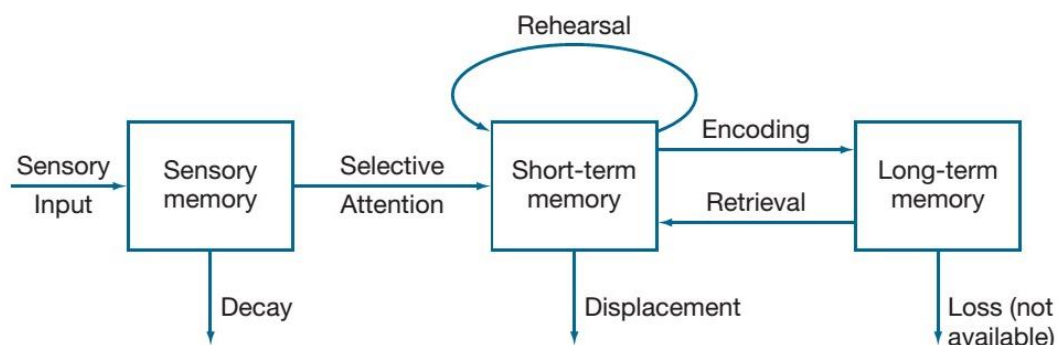 Rehearsal
Sensory
Input
Sensory
memory
Selective
Attention
Short-term
memory
Encoding
Retrieval
Long-term
memory
Decay
Displacement
Loss (not
available)